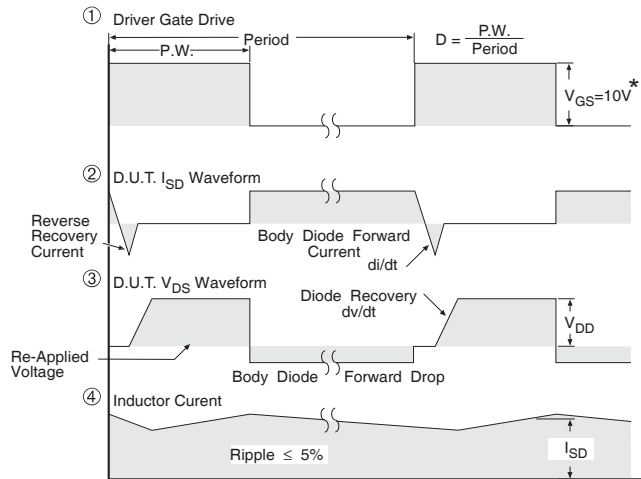 ① Driver Gate Drive
P.W.
Period
D = P.W.
Period
VGS=10V*
② D.U.T. ISD Waveform
Reverse
Recovery
Current
Body Diode Forward
Current
di/dt
③ D.U.T. VDS Waveform
Diode Recovery
dv/dt
VDD
Re-Applied
Voltage
Body Diode Forward Drop
④ Inductor Curent
Ripple ≤ 5%
ISD